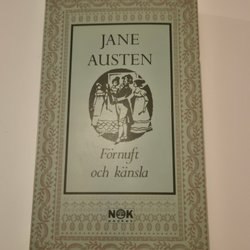 JANE
AUSTEN
Förnuft
och känsla
NOK